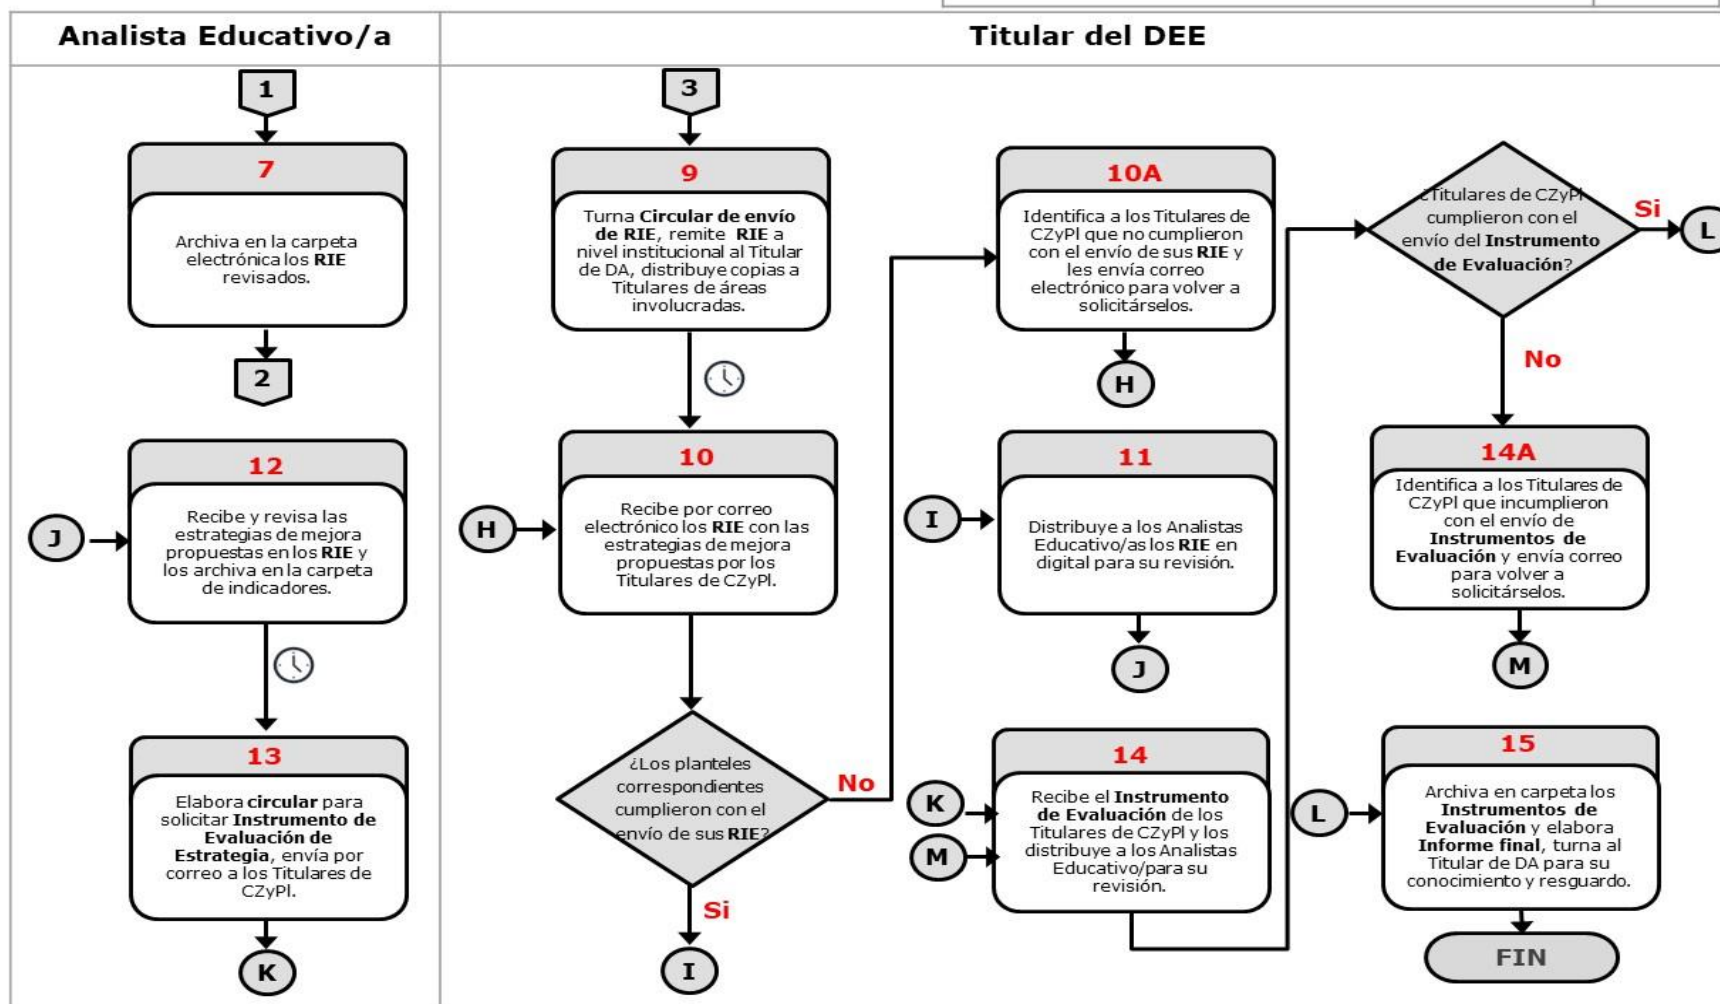 Analista Educativo/a
Titular del DEE
1
7
Archiva en la carpeta
electrónica los RIE
revisados.
2
J
12
Recibe y revisa las
estrategias de mejora
propuestas en los RIE y
los archiva en la carpeta
de indicadores.
13
Elabora circular para
solicitar Instrumento de
Evaluación de
Estrategia, envía por
correo a los Titulares de
CZyPl.
K
3
9
Turna Circular de envío
de RIE, remite RIE a
nivel institucional al Titular
de DA, distribuye copias a
Titulares de áreas
involucradas.
H
10
Recibe por correo
electrónico los RIE con las
estrategias de mejora
propuestas por los
Titulares de CZyPl.
¿Los planteles
correspondientes
cumplieron con el
envío de sus RIE?
No
Si
I
10A
Identifica a los Titulares de
CZyPl que no cumplieron
con el envío de sus RIE y
les envía correo
electrónico para volver a
solicitárselos.
H
I
11
Distribuye a los Analistas
Educativo/as los RIE en
digital para su revisión.
J
K
M
14
Recibe el Instrumento
de Evaluación de los
Titulares de CZyPl y los
distribuye a los Analistas
Educativo/para su
revisión.
¿Titulares de CZyPl
cumplieron con el
envío del Instrumento
de Evaluación?
Si
L
No
14A
Identifica a los Titulares de
CZyPl que incumplieron
con el envío de
Instrumentos de
Evaluación y envía correo
para volver a
solicitárselos.
M
L
15
Archiva en carpeta los
Instrumentos de
Evaluación y elabora
Informe final, turna al
Titular de DA para su
conocimiento y resguardo.
FIN